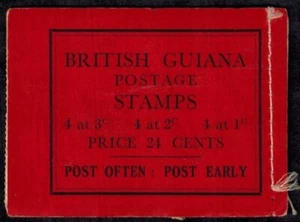 BRITISH GUIANA
POSTAGE
STAMPS
4 at 3c 4 at 2c 4 at 1c
PRICE 24 CENTS
POST OFTEN : POST EARLY